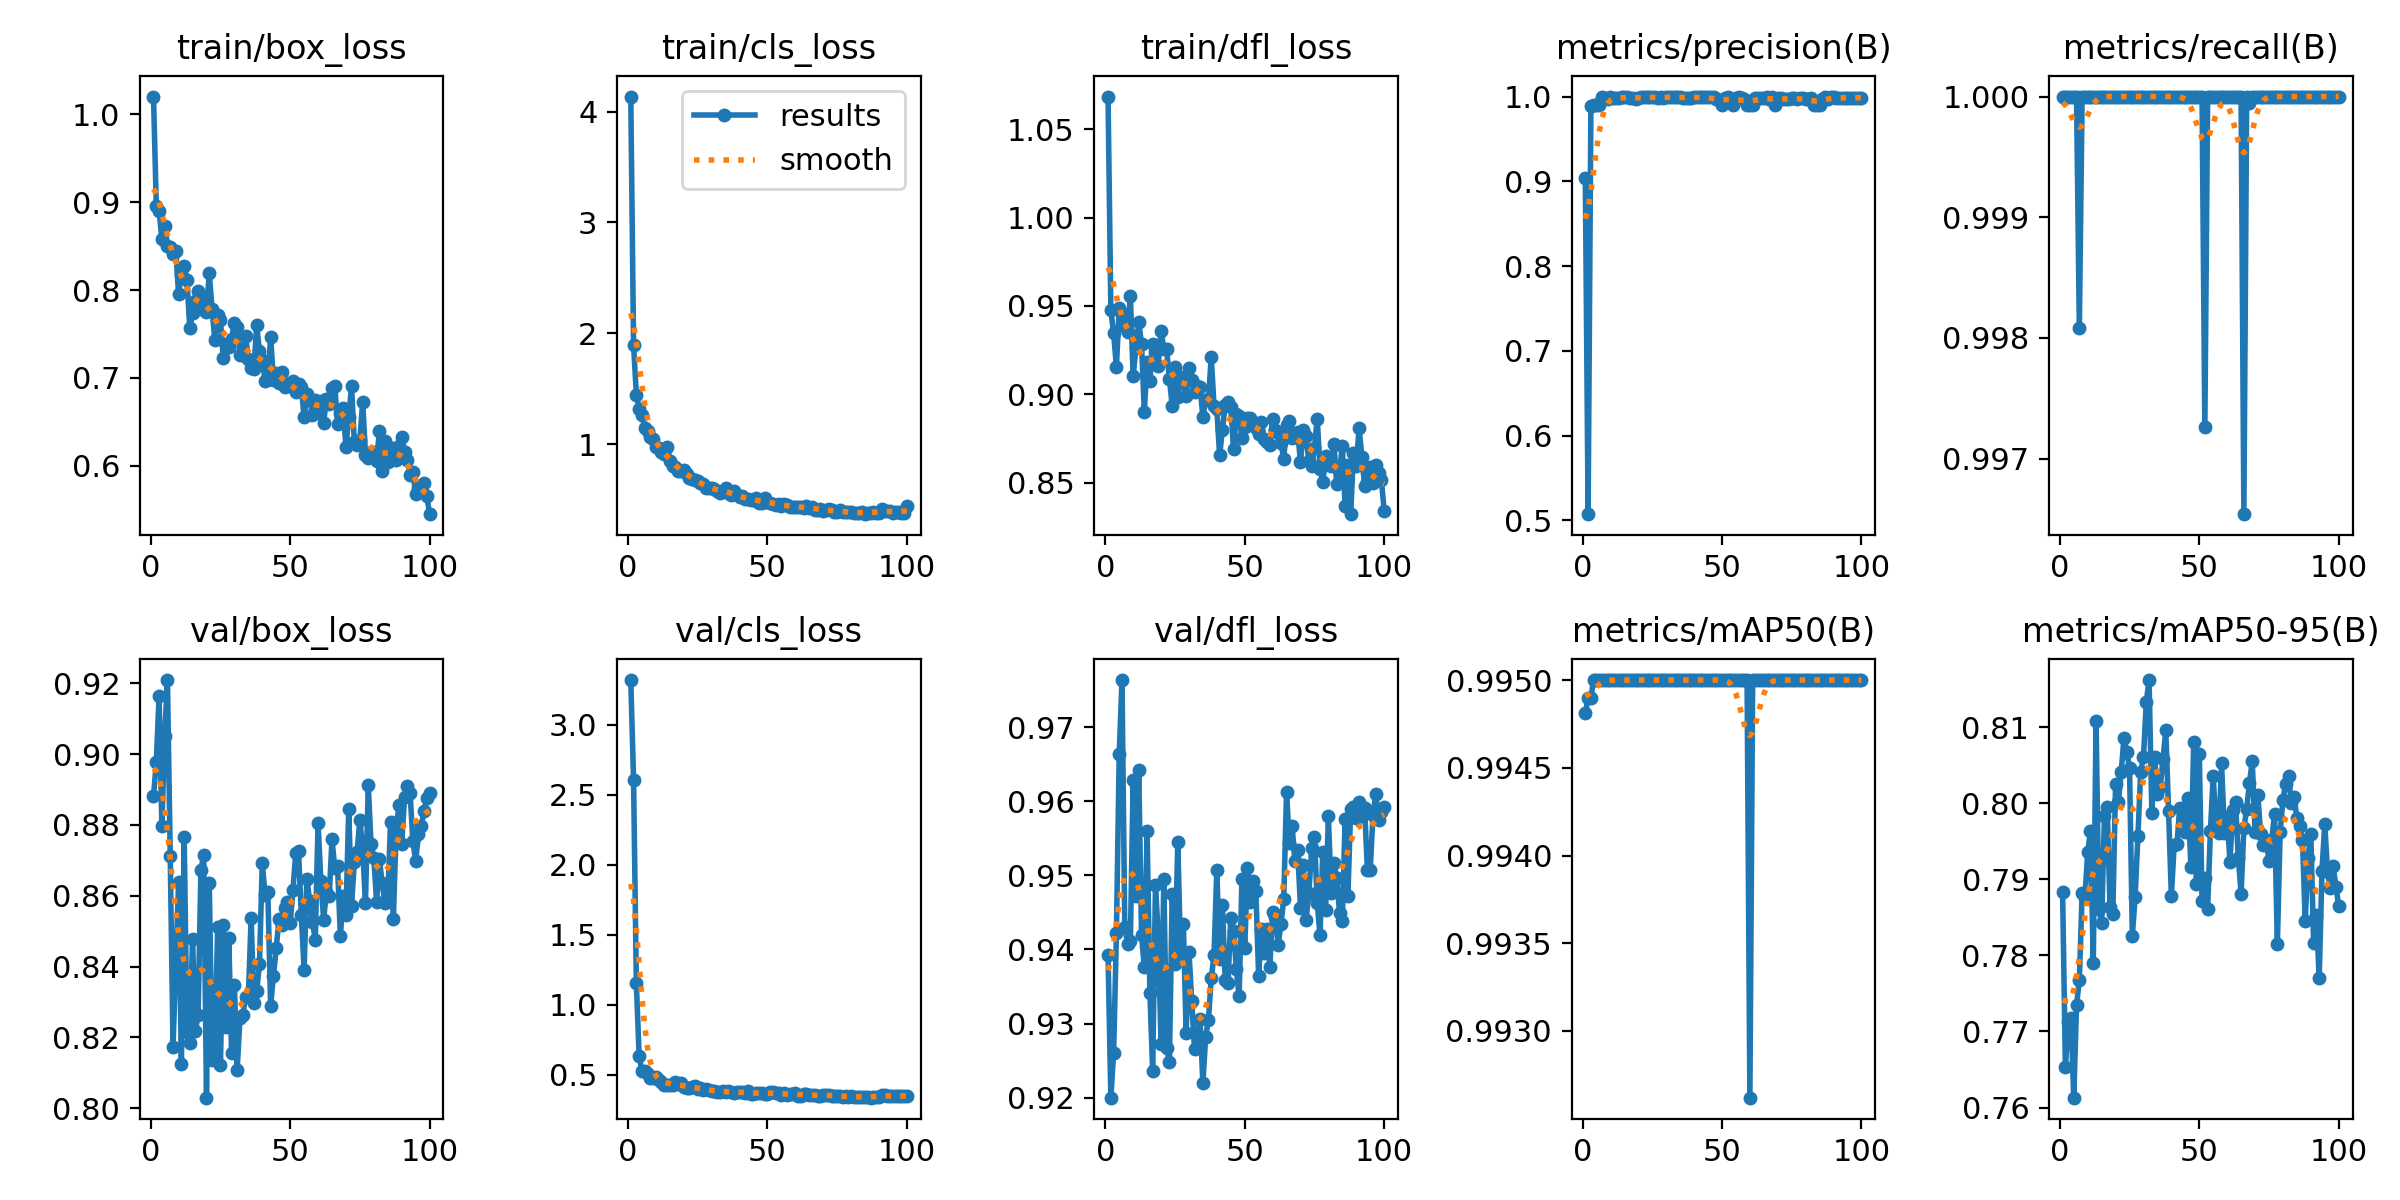 train/box_loss
train/cls_loss
train/dfl_loss
metrics/precision(B)
metrics/recall(B)
1.0
0.9
0.8
0.7
0.6
0 50 100
4
3
2
1
results
smooth
0 50 100
1.05
1.00
0.95
0.90
0.85
0 50 100
1.0
0.9
0.8
0.7
0.6
0.5
0 50 100
1.000
0.999
0.998
0.997
0 50 100
val/box_loss
val/cls_loss
val/dfl_loss
metrics/mAP50(B)
metrics/mAP50-95(B)
0.92
0.90
0.88
0.86
0.84
0.82
0.80
0 50 100
3.0
2.5
2.0
1.5
1.0
0.5
0 50 100
0.97
0.96
0.95
0.94
0.93
0.92
0 50 100
0.9950
0.9945
0.9940
0.9935
0.9930
0 50 100
0.81
0.80
0.79
0.78
0.77
0.76
0 50 100